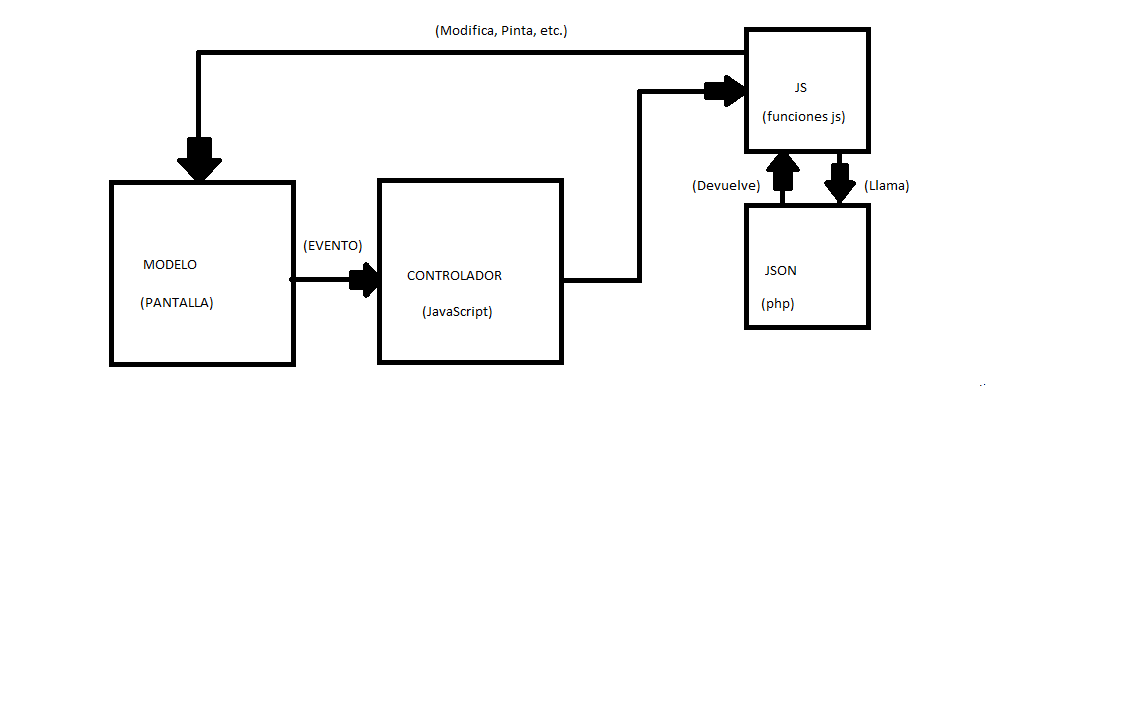 (Modifica, Pinta, etc.)
JS
(funciones js)
(Devuelve)
(Llama)
(EVENTO)
MODELO
(PANTALLA)
CONTROLADOR
(JavaScript)
JSON
(php)